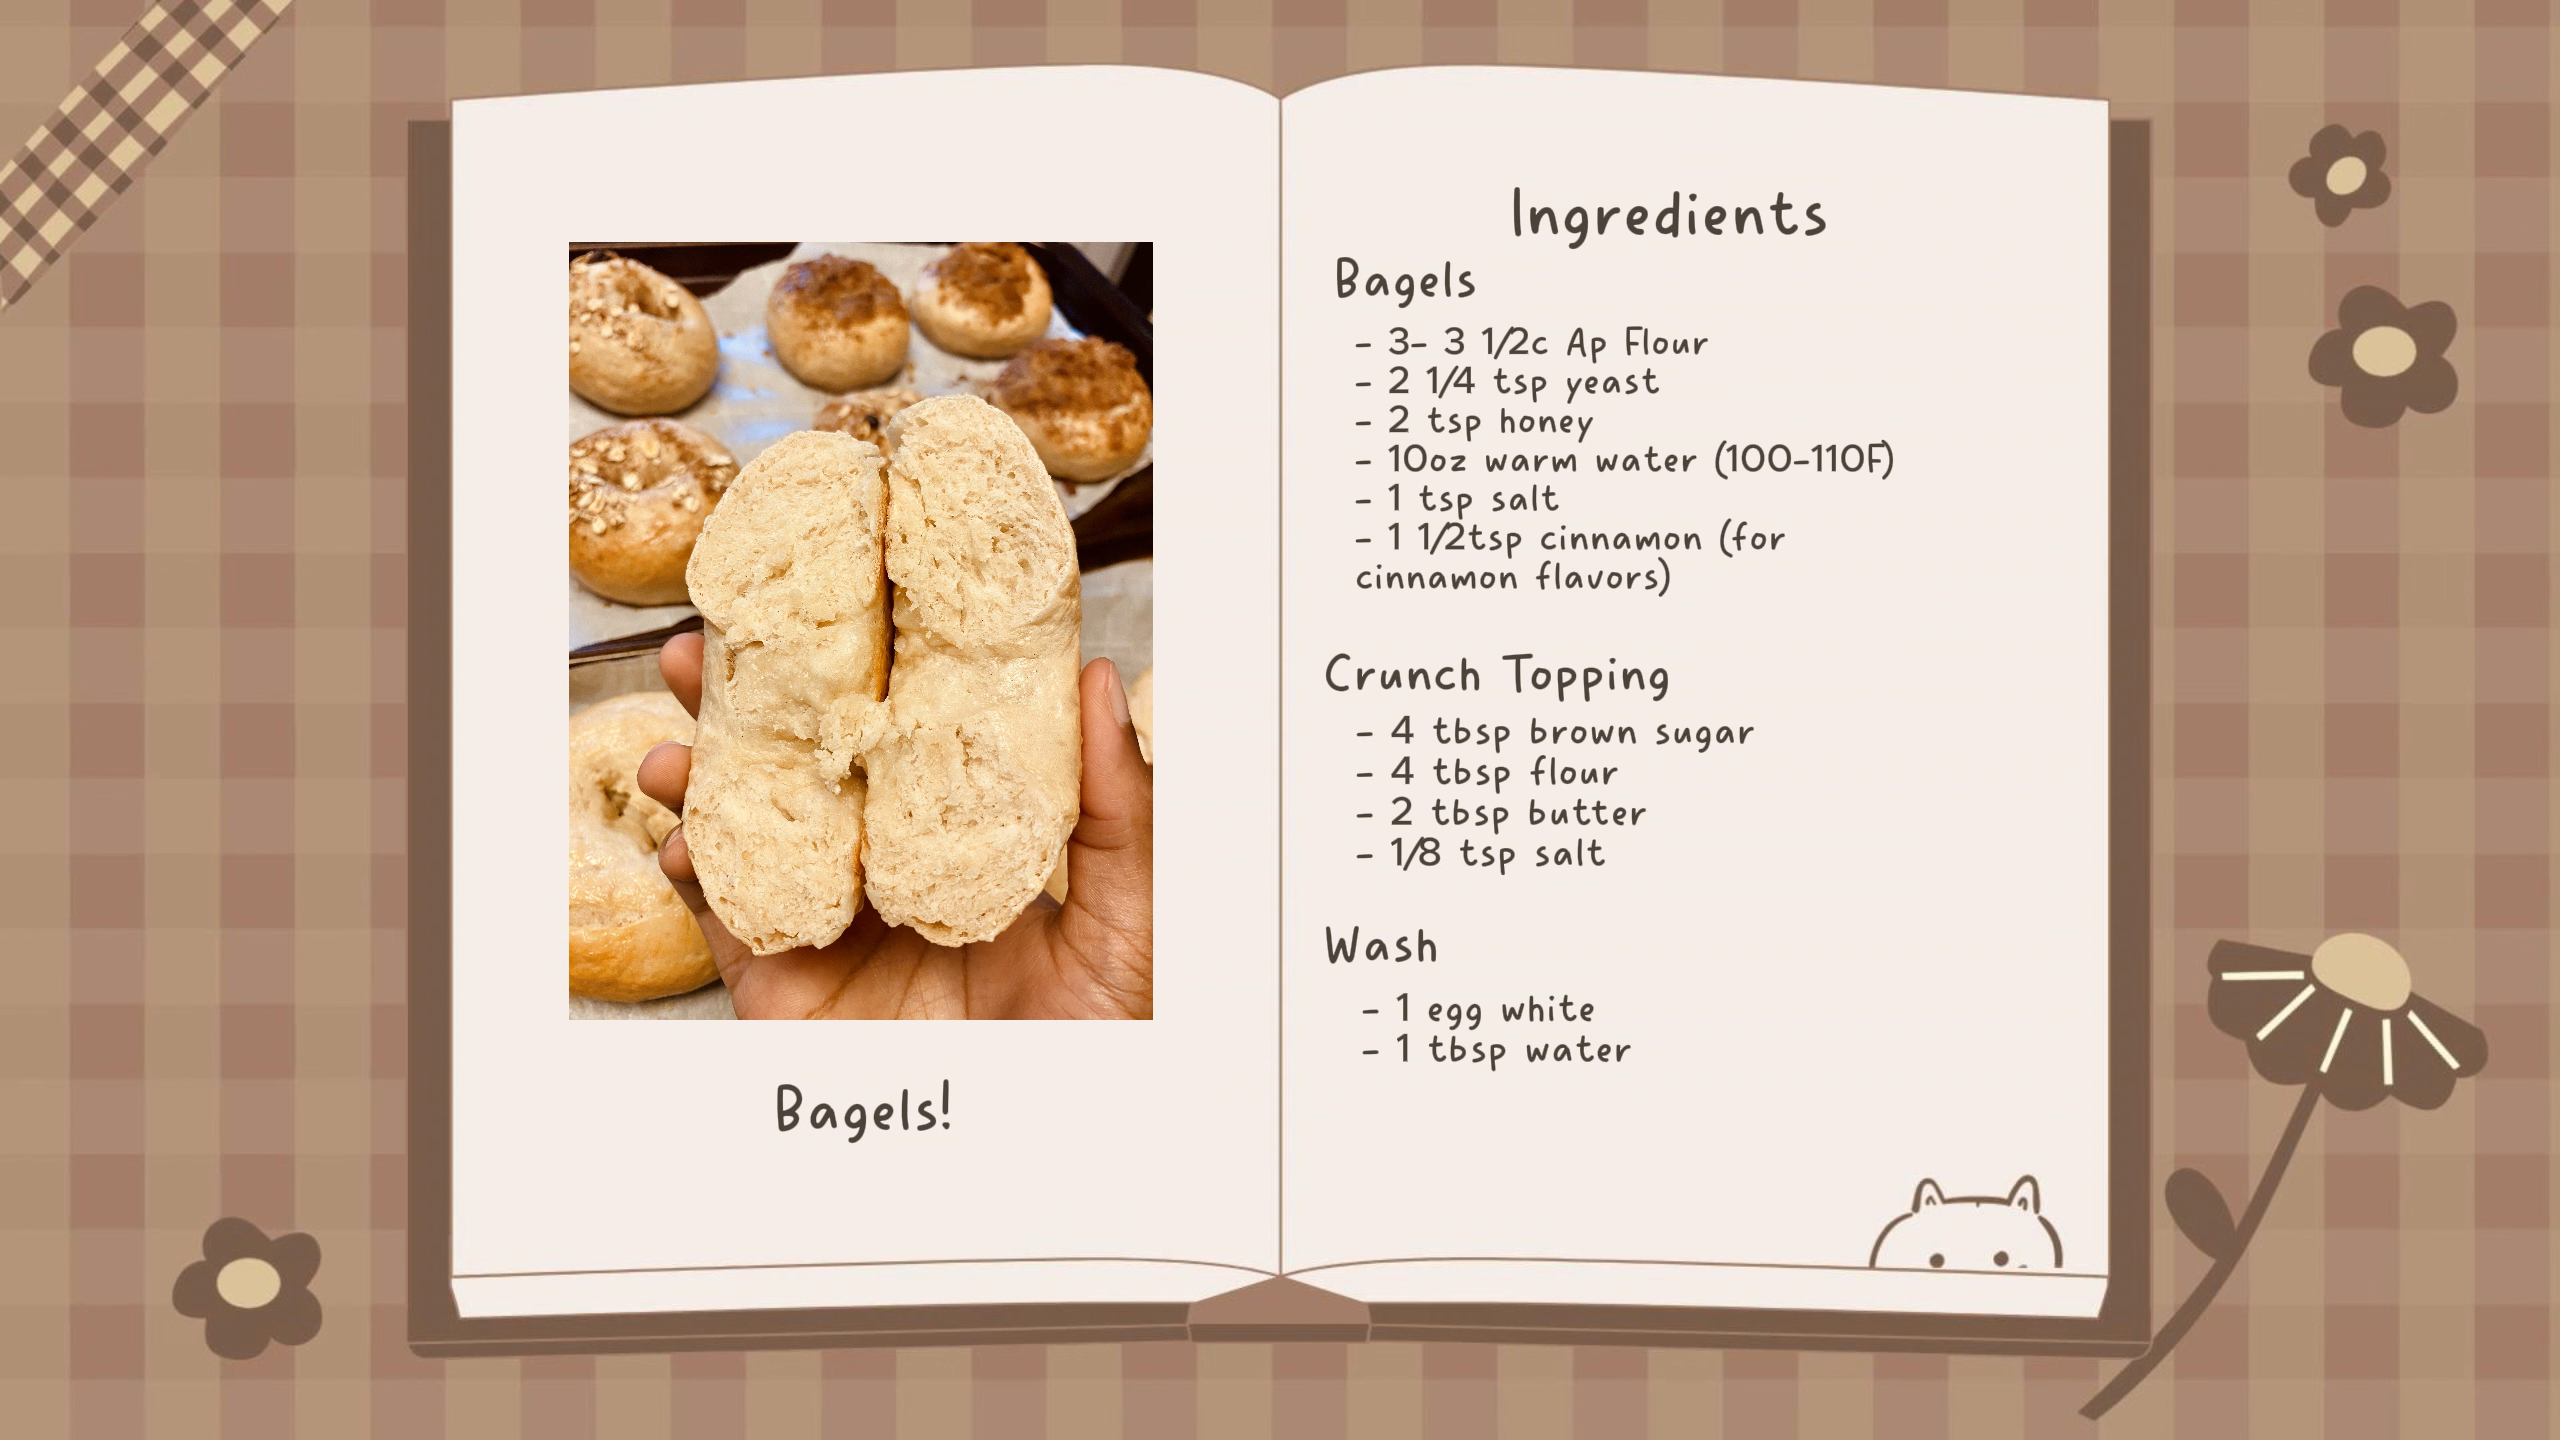 Bagels!
Ingredients
Bagels
- 3- 3 1/2c Ap Flour
- 2 1/4 tsp yeast
- 2 tsp honey
- 10oz warm water (100-110F)
- 1 tsp salt
- 1 1/2tsp cinnamon (for
cinnamon flavors)
Crunch Topping
- 4 tbsp brown sugar
- 4 tbsp flour
- 2 tbsp butter
- 1/8 tsp salt
Wash
- 1 egg white
- 1 tbsp water